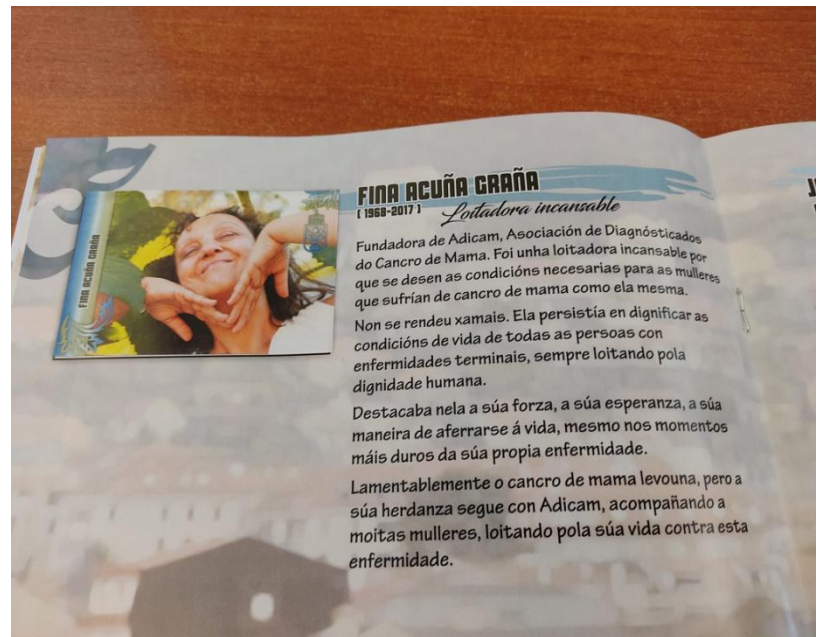 FINA ACUÑA GRAÑA
FINA ACUÑA GRAÑA
( 1968-2017 )
Loitadora incansable
Fundadora de Adicam, Asociación de Diagnósticados
do Cancro de Mama. Foi unha loitadora incansable por
que se desen as condicións necesarias para as mulleres
que sufrían de cancro de mama como ela mesma.
Non se rendeu xamais. Ela persistía en dignificar as
condicións de vida de todas as persoas con
enfermidades terminais, sempre loitando pola
dignidade humana.
Destacaba nela a súa forza, a súa esperanza, a súa
maneira de aferrarse á vida, mesmo nos momentos
máis duros da súa propia enfermidade.
Lamentablemente o cancro de mama levouna, pero a
súa herdanza segue con Adicam, acompañando a
moitas mulleres, loitando pola súa vida contra esta
enfermidade.